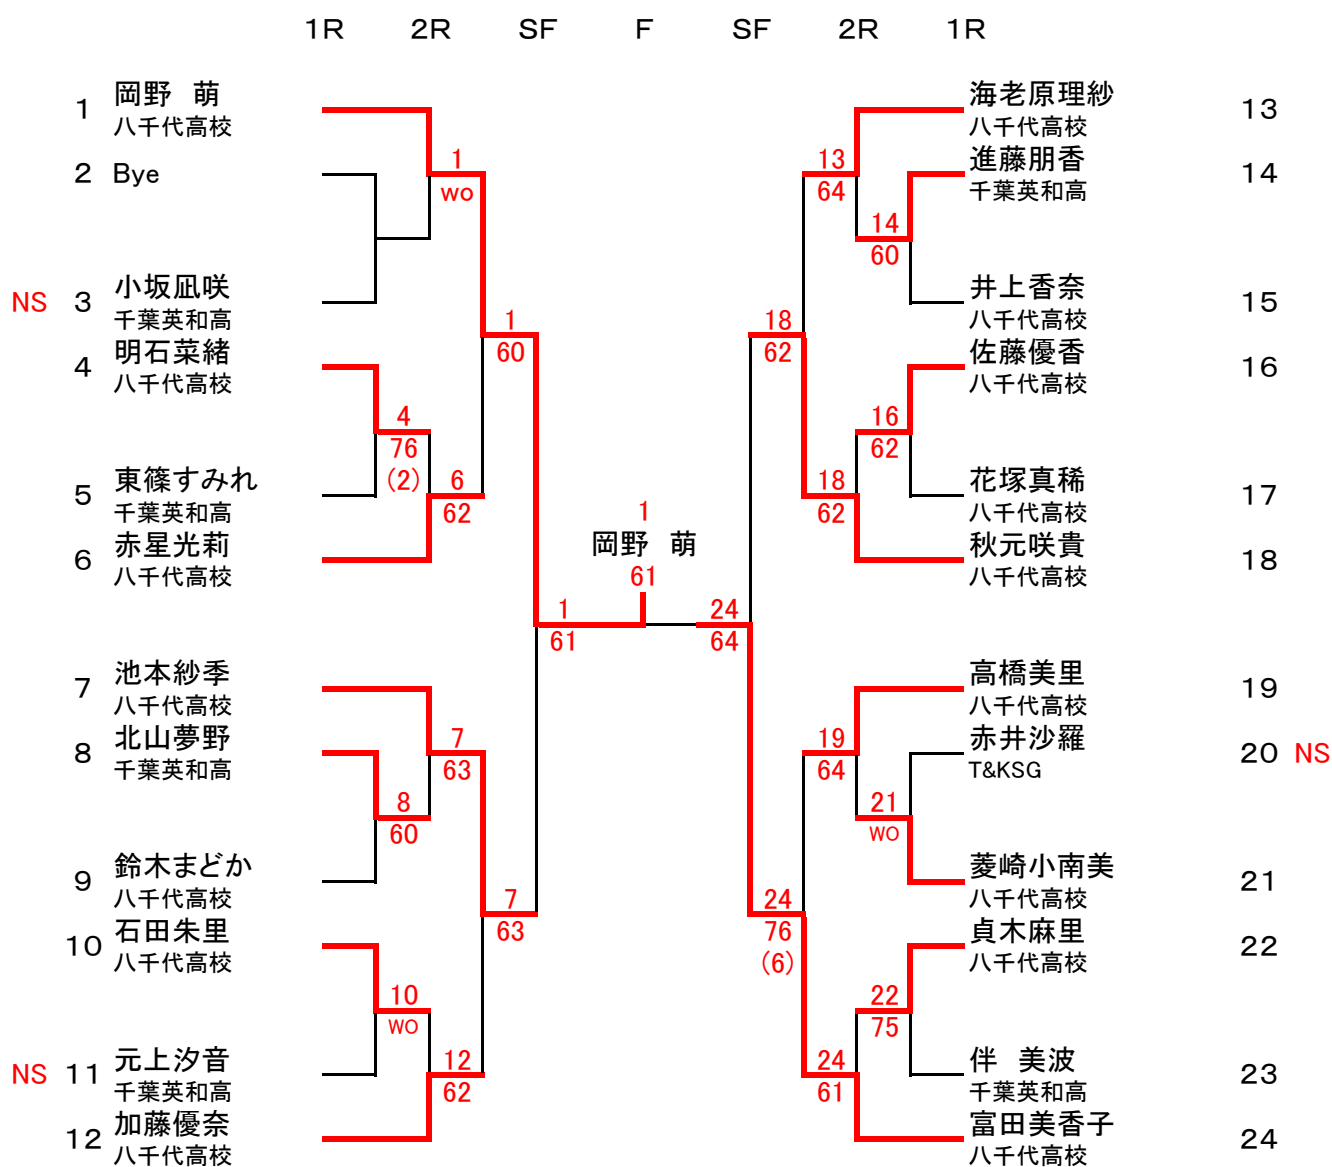 1R 2R SF F SF 2R 1R
1 岡野 萌
八千代高校
2 Bye
NS 3 小坂凪咲
千葉英和高
4 明石菜緒
八千代高校
5 東篠すみれ
千葉英和高
6 赤星光莉
八千代高校
7 池本紗季
八千代高校
8 北山夢野
千葉英和高
9 鈴木まどか
八千代高校
10 石田朱里
八千代高校
NS 11 元上汐音
千葉英和高
12 加藤優奈
八千代高校
1
wo
4
76
(2)
6
62
1
60
7
63
8
60
10
wo
12
62
7
63
1
61
1
岡野 萌
61
24
64
18
62
13
64
14
60
16
62
18
62
19
64
21
wo
24
76
(6)
22
75
24
61
海老原理紗 13
八千代高校
進藤朋香 14
千葉英和高
井上香奈 15
八千代高校
佐藤優香 16
八千代高校
花塚真稀 17
八千代高校
秋元咲貴 18
八千代高校
高橋美里 19
八千代高校
赤井沙羅 20 NS
T&KSG
菱崎小南美 21
八千代高校
貞木麻里 22
八千代高校
伴 美波 23
千葉英和高
富田美香子 24
八千代高校